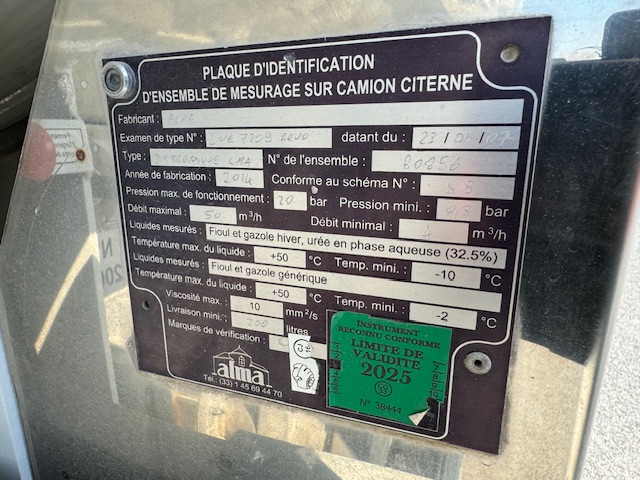 PLAQUE D'IDENTIFICATION
D'ENSEMBLE DE MESURAGE SUR CAMION CITERNE
Fabricant :
Examen de type N° : datant du : 23/05/07
Type : N° de l'ensemble :
Année de fabrication : 2014 Conforme au schéma N° :
Pression max. de fonctionnement : bar Pression mini. : bar
Débit maximal : 50 m³/h Débit minimal : 4 m³/h
Liquides mesurés : Fioul et gazole hiver, urée en phase aqueuse (32.5%)
Température max. du liquide : +50 °C Temp. mini. : -10 °C
Liquides mesurés : Fioul et gazole générique
Température max. du liquide : +50 °C Temp. mini. : -2 °C
Viscosité max. : 10 mm²/s
Livraison mini. : 200 litres
Marques de vérification :
alma
Tél.: (33) 1 45 69 44 70
INSTRUMENT
RECONNU CONFORME
LIMITE DE
VALIDITÉ
2025
N° 38444